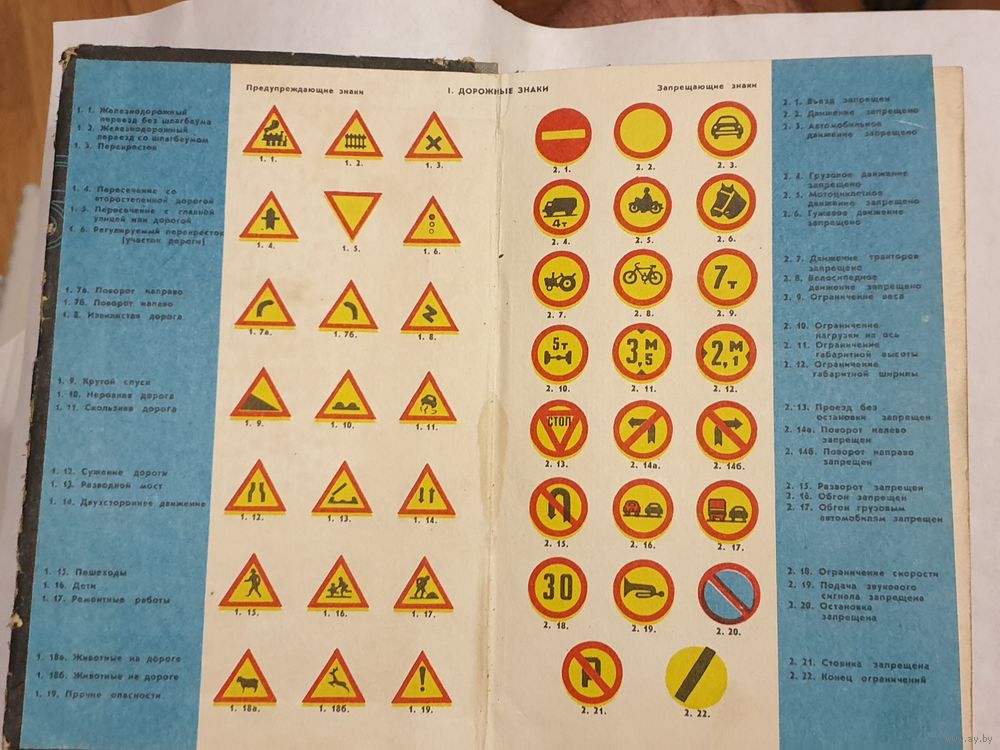 Предупреждающие знаки
I. ДОРОЖНЫЕ ЗНАКИ
Запрещающие знаки
1. 1. Железнодорожный
переезд без шлагбаума
1. 2. Железнодорожный
переезд со шлагбаумом
1. 3. Перекресток
1. 4. Пересечение со
второстепенной дорогой
1. 5. Пересечение с главной
улицей или дорогой
1. 6. Регулируемый перекресток
(участок дороги)
1. 7а. Поворот направо
1. 7б. Поворот налево
1. 8. Извилистая дорога
1. 9. Крутой спуск
1. 10. Неровная дорога
1. 11. Скользкая дорога
1. 12. Сужение дороги
1. 13. Разводной мост
1. 14. Двухстороннее движение
1. 15. Пешеходы
1. 16. Дети
1. 17. Ремонтные работы
1. 18а. Животные на дороге
1. 18б. Животные на дороге
1. 19. Прочие опасности
1. 1.
1. 2.
1. 3.
1. 4.
1. 5.
1. 6.
1. 7а.
1. 7б.
1. 8.
1. 9.
1. 10.
1. 11.
1. 12.
1. 13.
1. 14.
1. 15.
1. 16.
1. 17.
1. 18а.
1. 18б.
1. 19.
2. 1.
2. 2.
2. 3.
4т
2. 4.
2. 5.
2. 6.
7т
2. 7.
2. 8.
2. 9.
5т
3,5 М
2,1 М
2. 10.
2. 11.
2. 12.
СТОП
2. 13.
2. 14а.
2. 14б.
2. 15.
2. 16.
2. 17.
30
2. 18.
2. 19.
2. 20.
2. 21.
2. 22.
2. 1. Въезд запрещен
2. 2. Движение запрещено
2. 3. Автомобильное
движение запрещено
2. 4. Грузовое движение
запрещено
2. 5. Мотоциклетное
движение запрещено
2. 6. Гужевое движение
запрещено
2. 7. Движение тракторов
запрещено
2. 8. Велосипедное
движение запрещено
2. 9. Ограничение веса
2. 10. Ограничение
нагрузки на ось
2. 11. Ограничение
габаритной высоты
2. 12. Ограничение
габаритной ширины
2. 13. Проезд без
остановки запрещен
2. 14а. Поворот налево
запрещен
2. 14б. Поворот направо
запрещен
2. 15. Разворот запрещен
2. 16. Обгон запрещен
2. 17. Обгон грузовым
автомобилям запрещен
2. 18. Ограничение скорости
2. 19. Подача звукового
сигнала запрещена
2. 20. Остановка
запрещена
2. 21. Стоянка запрещена
2. 22. Конец ограничений
www.ay.by